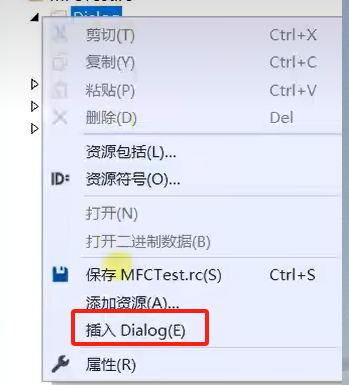 Dialog
剪切(T) Ctrl+X
复制(Y) Ctrl+C
粘贴(P) Ctrl+V
删除(D) Del
资源包括(L)...
ID: 资源符号(O)...
打开(N)
打开二进制数据(B)
保存 MFCTest.rc(S) Ctrl+S
添加资源(A)...
插入 Dialog(E)
属性(R)